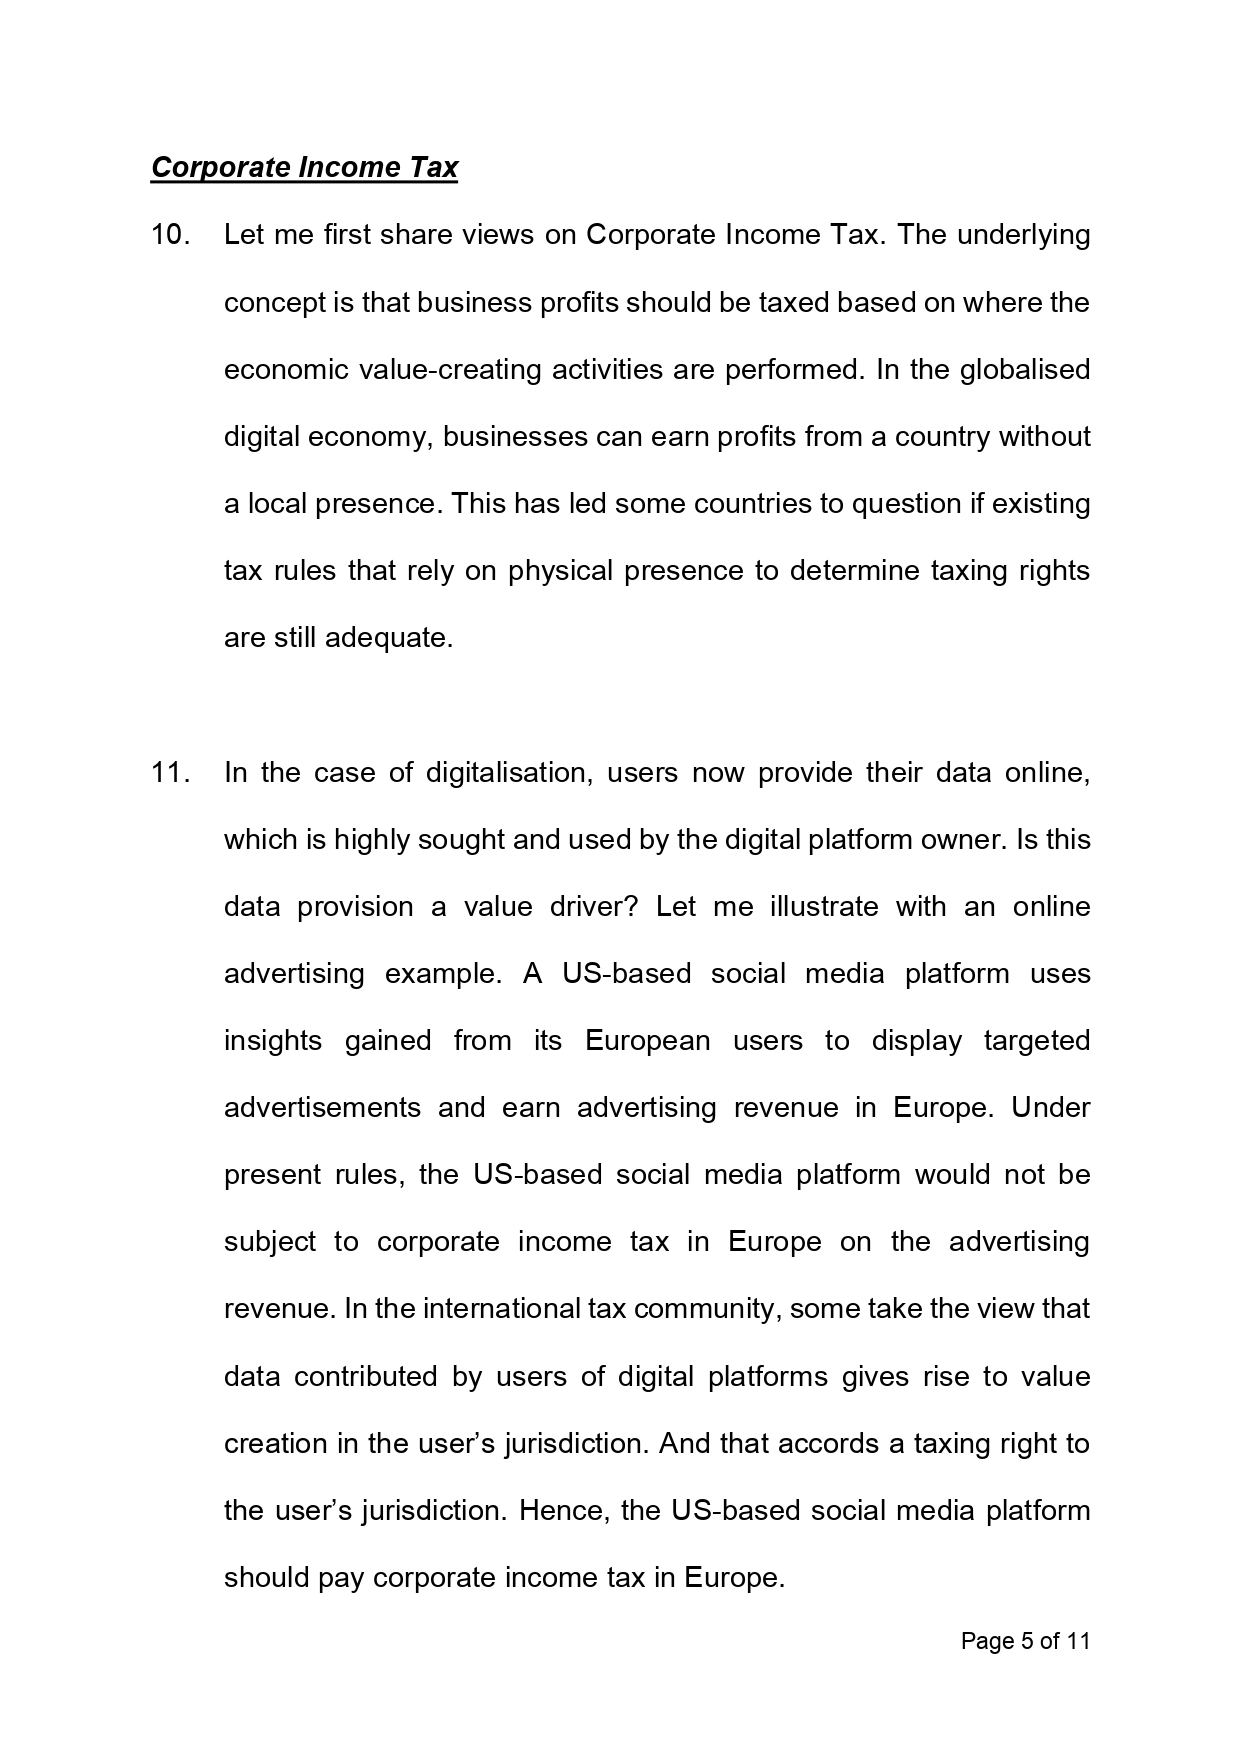 Corporate Income Tax
10. Let me first share views on Corporate Income Tax. The underlying
concept is that business profits should be taxed based on where the
economic value-creating activities are performed. In the globalised
digital economy, businesses can earn profits from a country without
a local presence. This has led some countries to question if existing
tax rules that rely on physical presence to determine taxing rights
are still adequate.
11. In the case of digitalisation, users now provide their data online,
which is highly sought and used by the digital platform owner. Is this
data provision a value driver? Let me illustrate with an online
advertising example. A US-based social media platform uses
insights gained from its European users to display targeted
advertisements and earn advertising revenue in Europe. Under
present rules, the US-based social media platform would not be
subject to corporate income tax in Europe on the advertising
revenue. In the international tax community, some take the view that
data contributed by users of digital platforms gives rise to value
creation in the user’s jurisdiction. And that accords a taxing right to
the user’s jurisdiction. Hence, the US-based social media platform
should pay corporate income tax in Europe.
Page 5 of 11